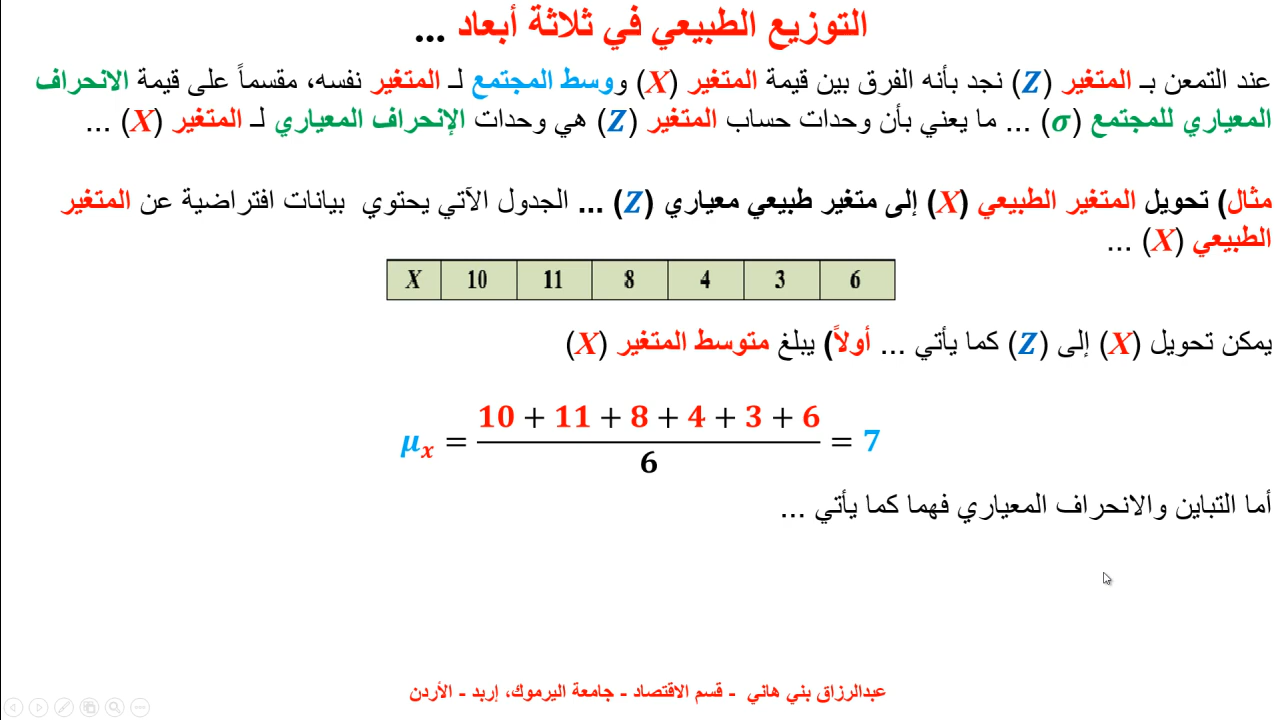 التوزيع الطبيعي في ثلاثة أبعاد ...
عند التمعن بـ المتغير (Z) نجد بأنه الفرق بين قيمة المتغير (X) ووسط المجتمع لـ المتغير نفسه، مقسماً على قيمة الانحراف
المعياري للمجتمع (σ) ... ما يعني بأن وحدات حساب المتغير (Z) هي وحدات الإنحراف المعياري لـ المتغير (X) ...
مثال) تحويل المتغير الطبيعي (X) إلى متغير طبيعي معياري (Z) ... الجدول الآتي يحتوي بيانات افتراضية عن المتغير
الطبيعي (X) ...
X 10 11 8 4 3 6
يمكن تحويل (X) إلى (Z) كما يأتي ... أولاً) يبلغ متوسط المتغير (X)
10 + 11 + 8 + 4 + 3 + 6
μx = = 7
6
أما التباين والانحراف المعياري فهما كما يأتي ...
عبدالرزاق بني هاني - قسم الاقتصاد - جامعة اليرموك، إربد - الأردن